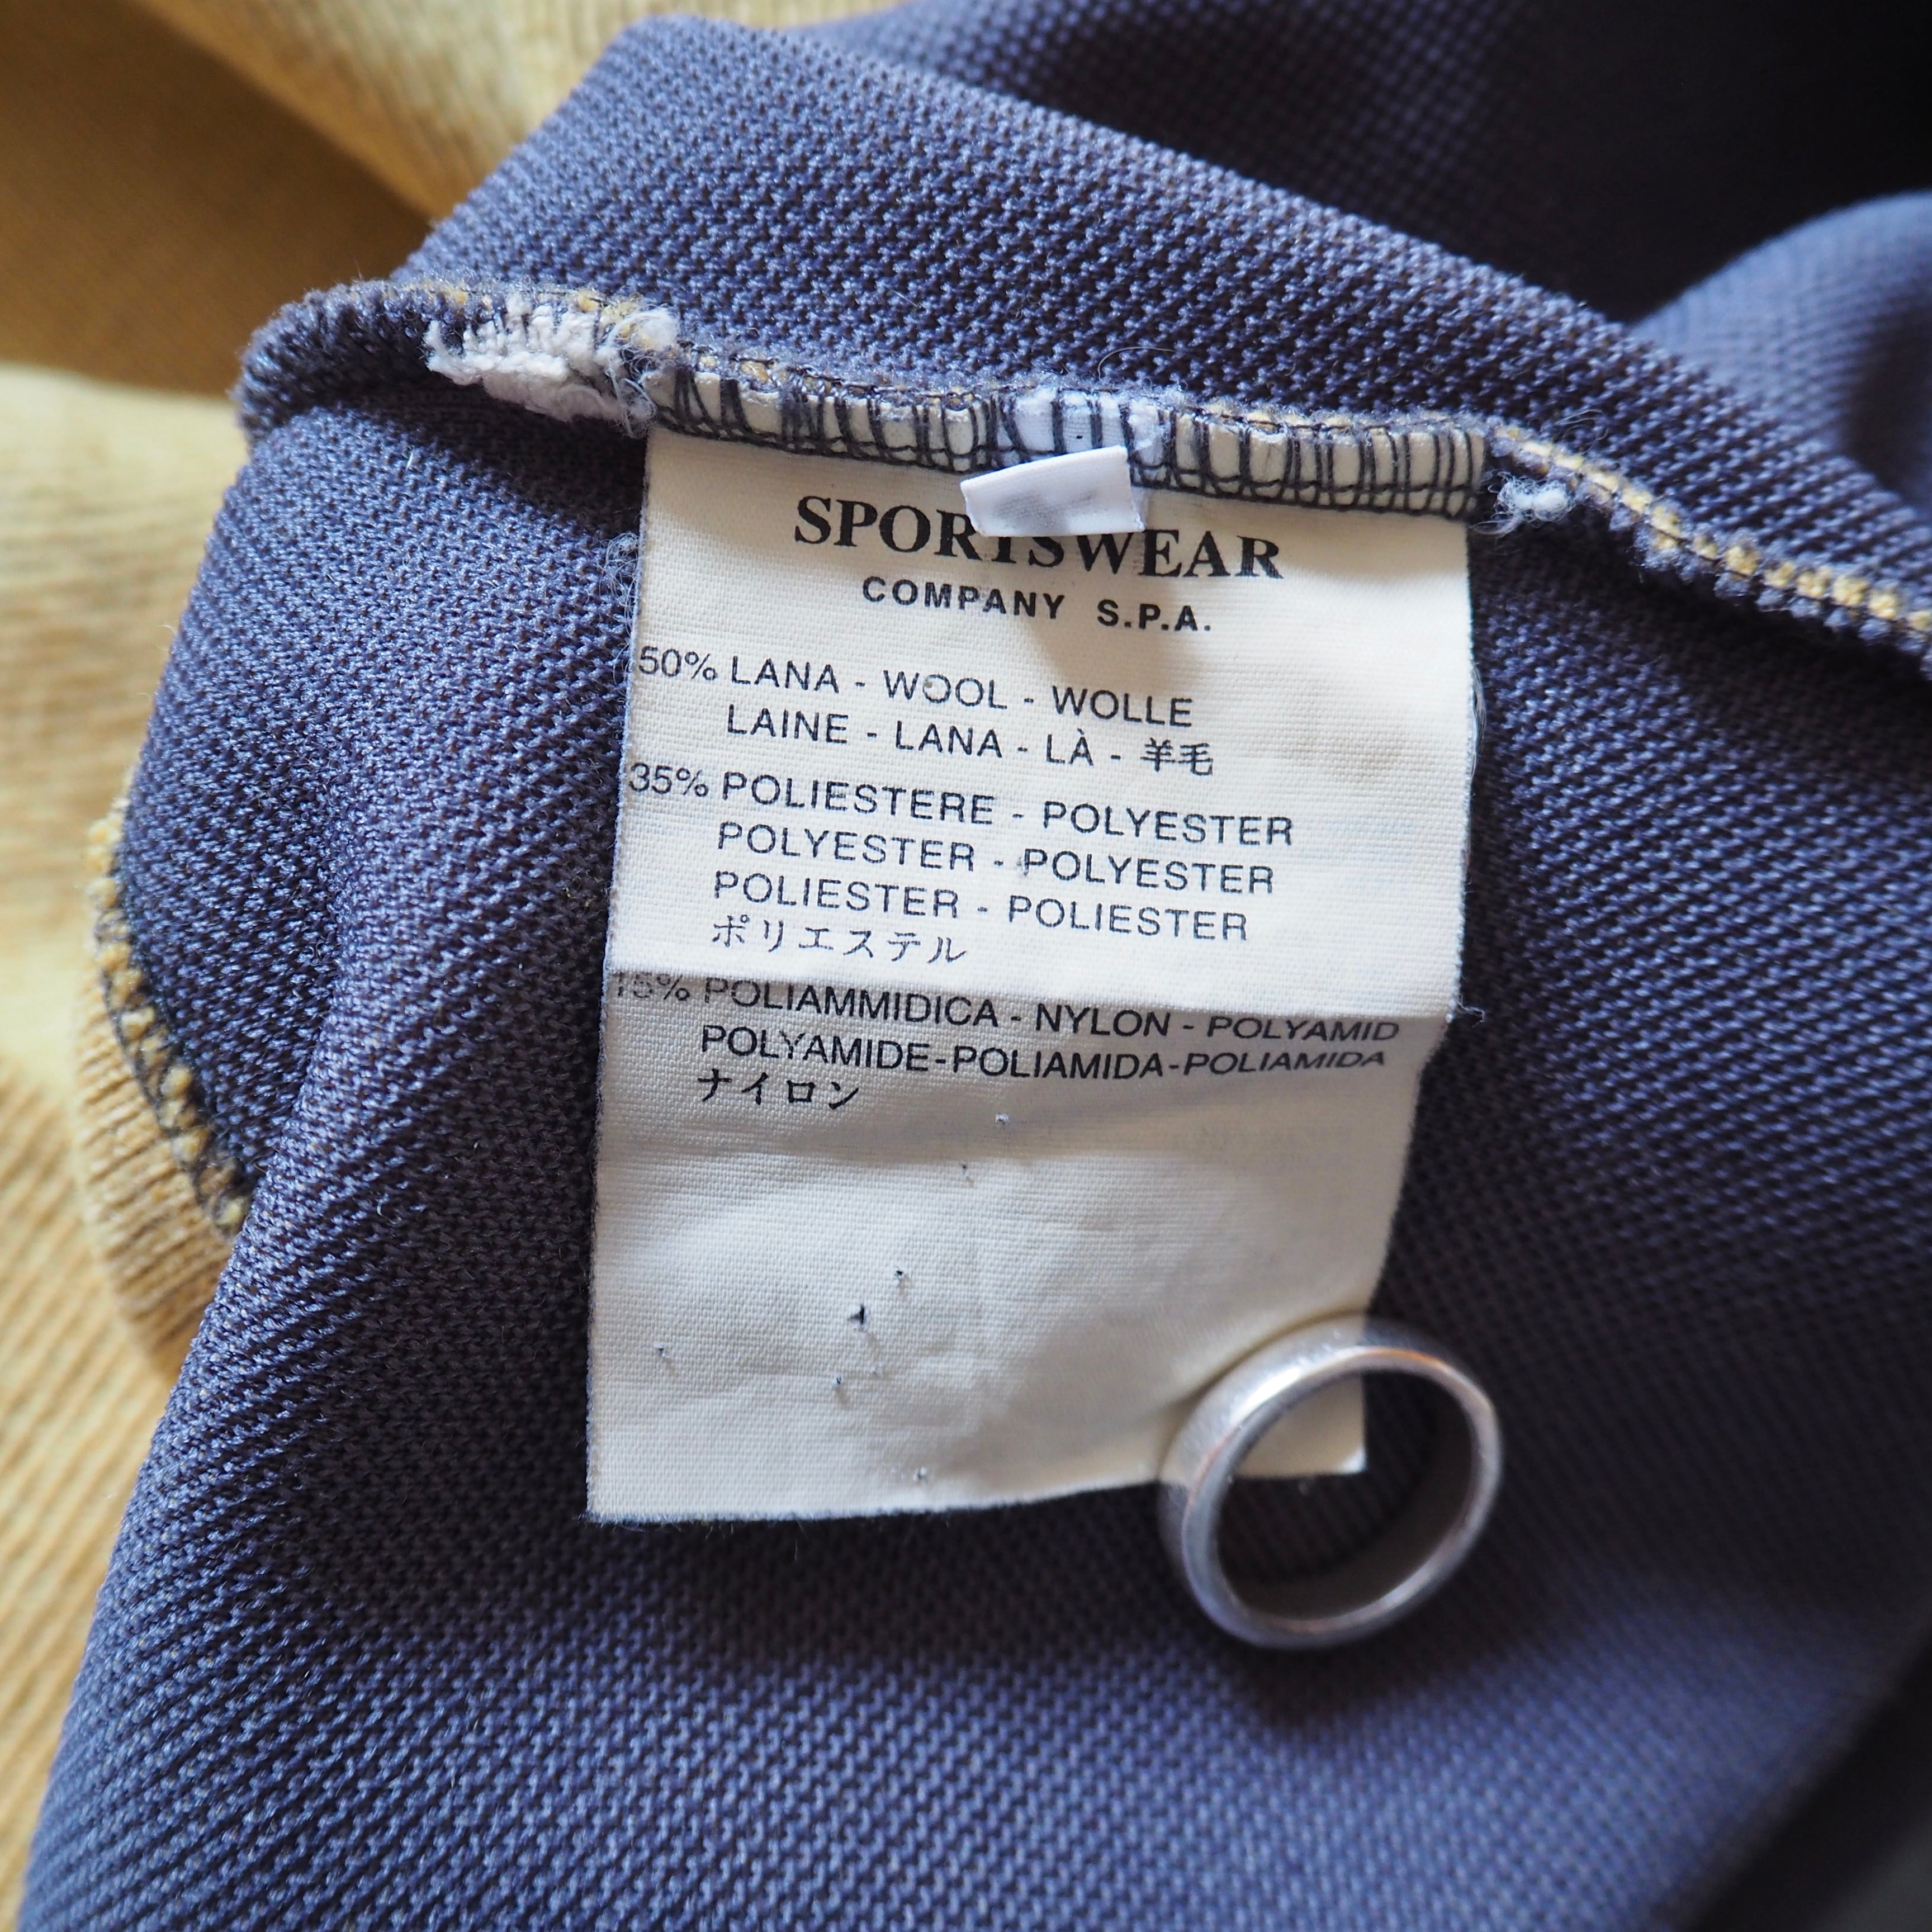 SPORTSWEAR
COMPANY S.P.A.
50% LANA - WOOL - WOLLE
LAINE - LANA - LÀ - 羊毛
35% POLIESTERE - POLYESTER
POLYESTER - POLYESTER
POLIESTER - POLIESTER
ポリエステル
15% POLIAMMIDICA - NYLON - POLYAMID
POLYAMIDE-POLIAMIDA-POLIAMIDA
ナイロン